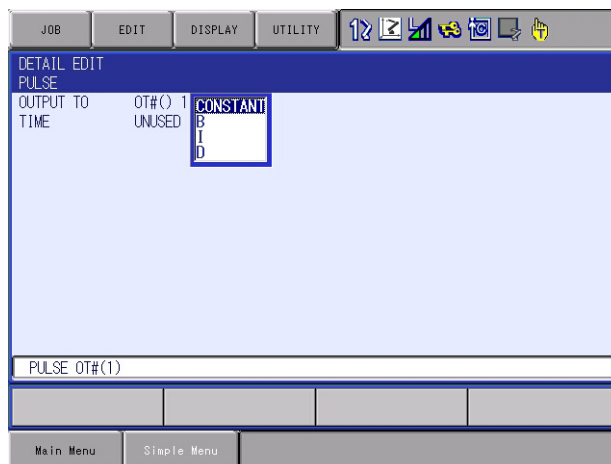 JOB EDIT DISPLAY UTILITY
DETAIL EDIT
PULSE
OUTPUT TO OT#() 1 CONSTANT
TIME UNUSED B
I
D
PULSE OT#(1)
Main Menu Simple Menu